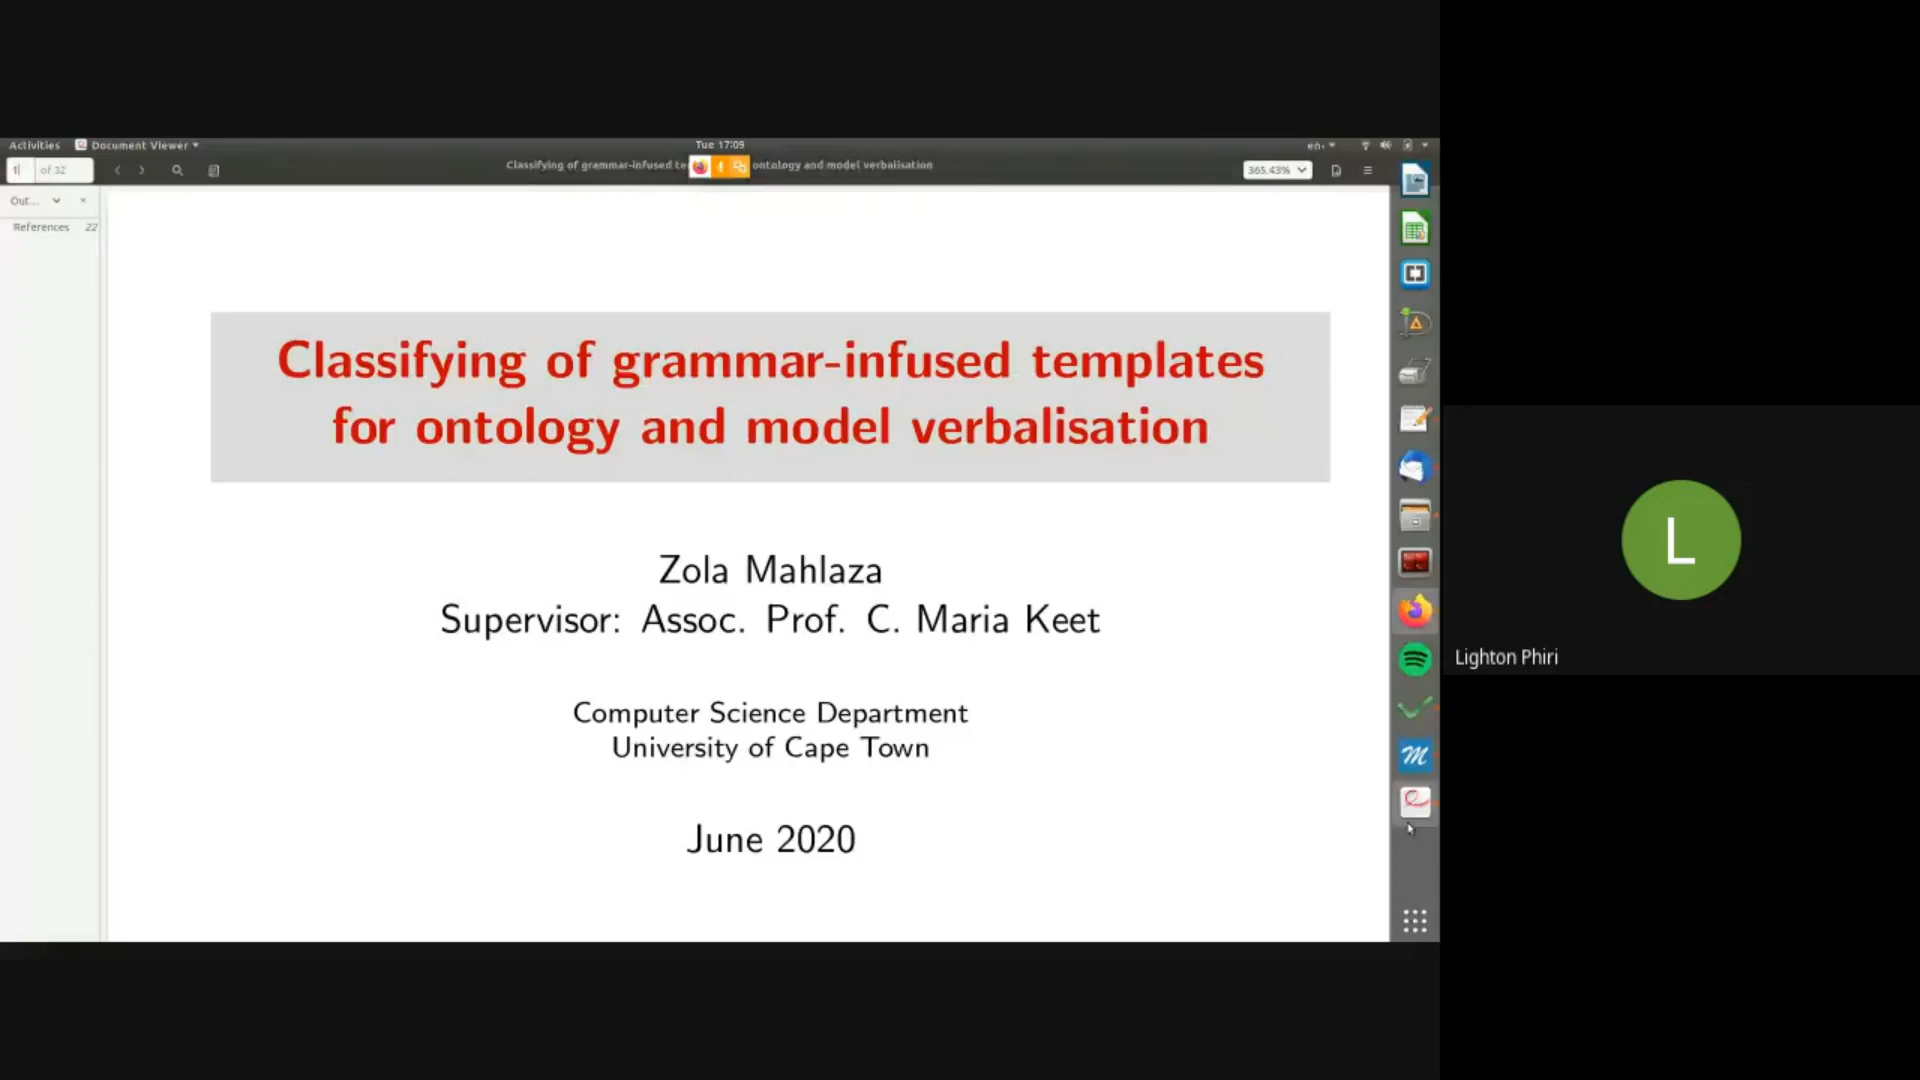 Activities
Document Viewer
Tue 17:09
en₁
1 of 32
Classifying of grammar-infused te
ontology and model verbalisation
365.43%
Out...
References 22
Classifying of grammar-infused templates
for ontology and model verbalisation
Zola Mahlaza
Supervisor: Assoc. Prof. C. Maria Keet
Computer Science Department
University of Cape Town
June 2020
L
Lighton Phiri